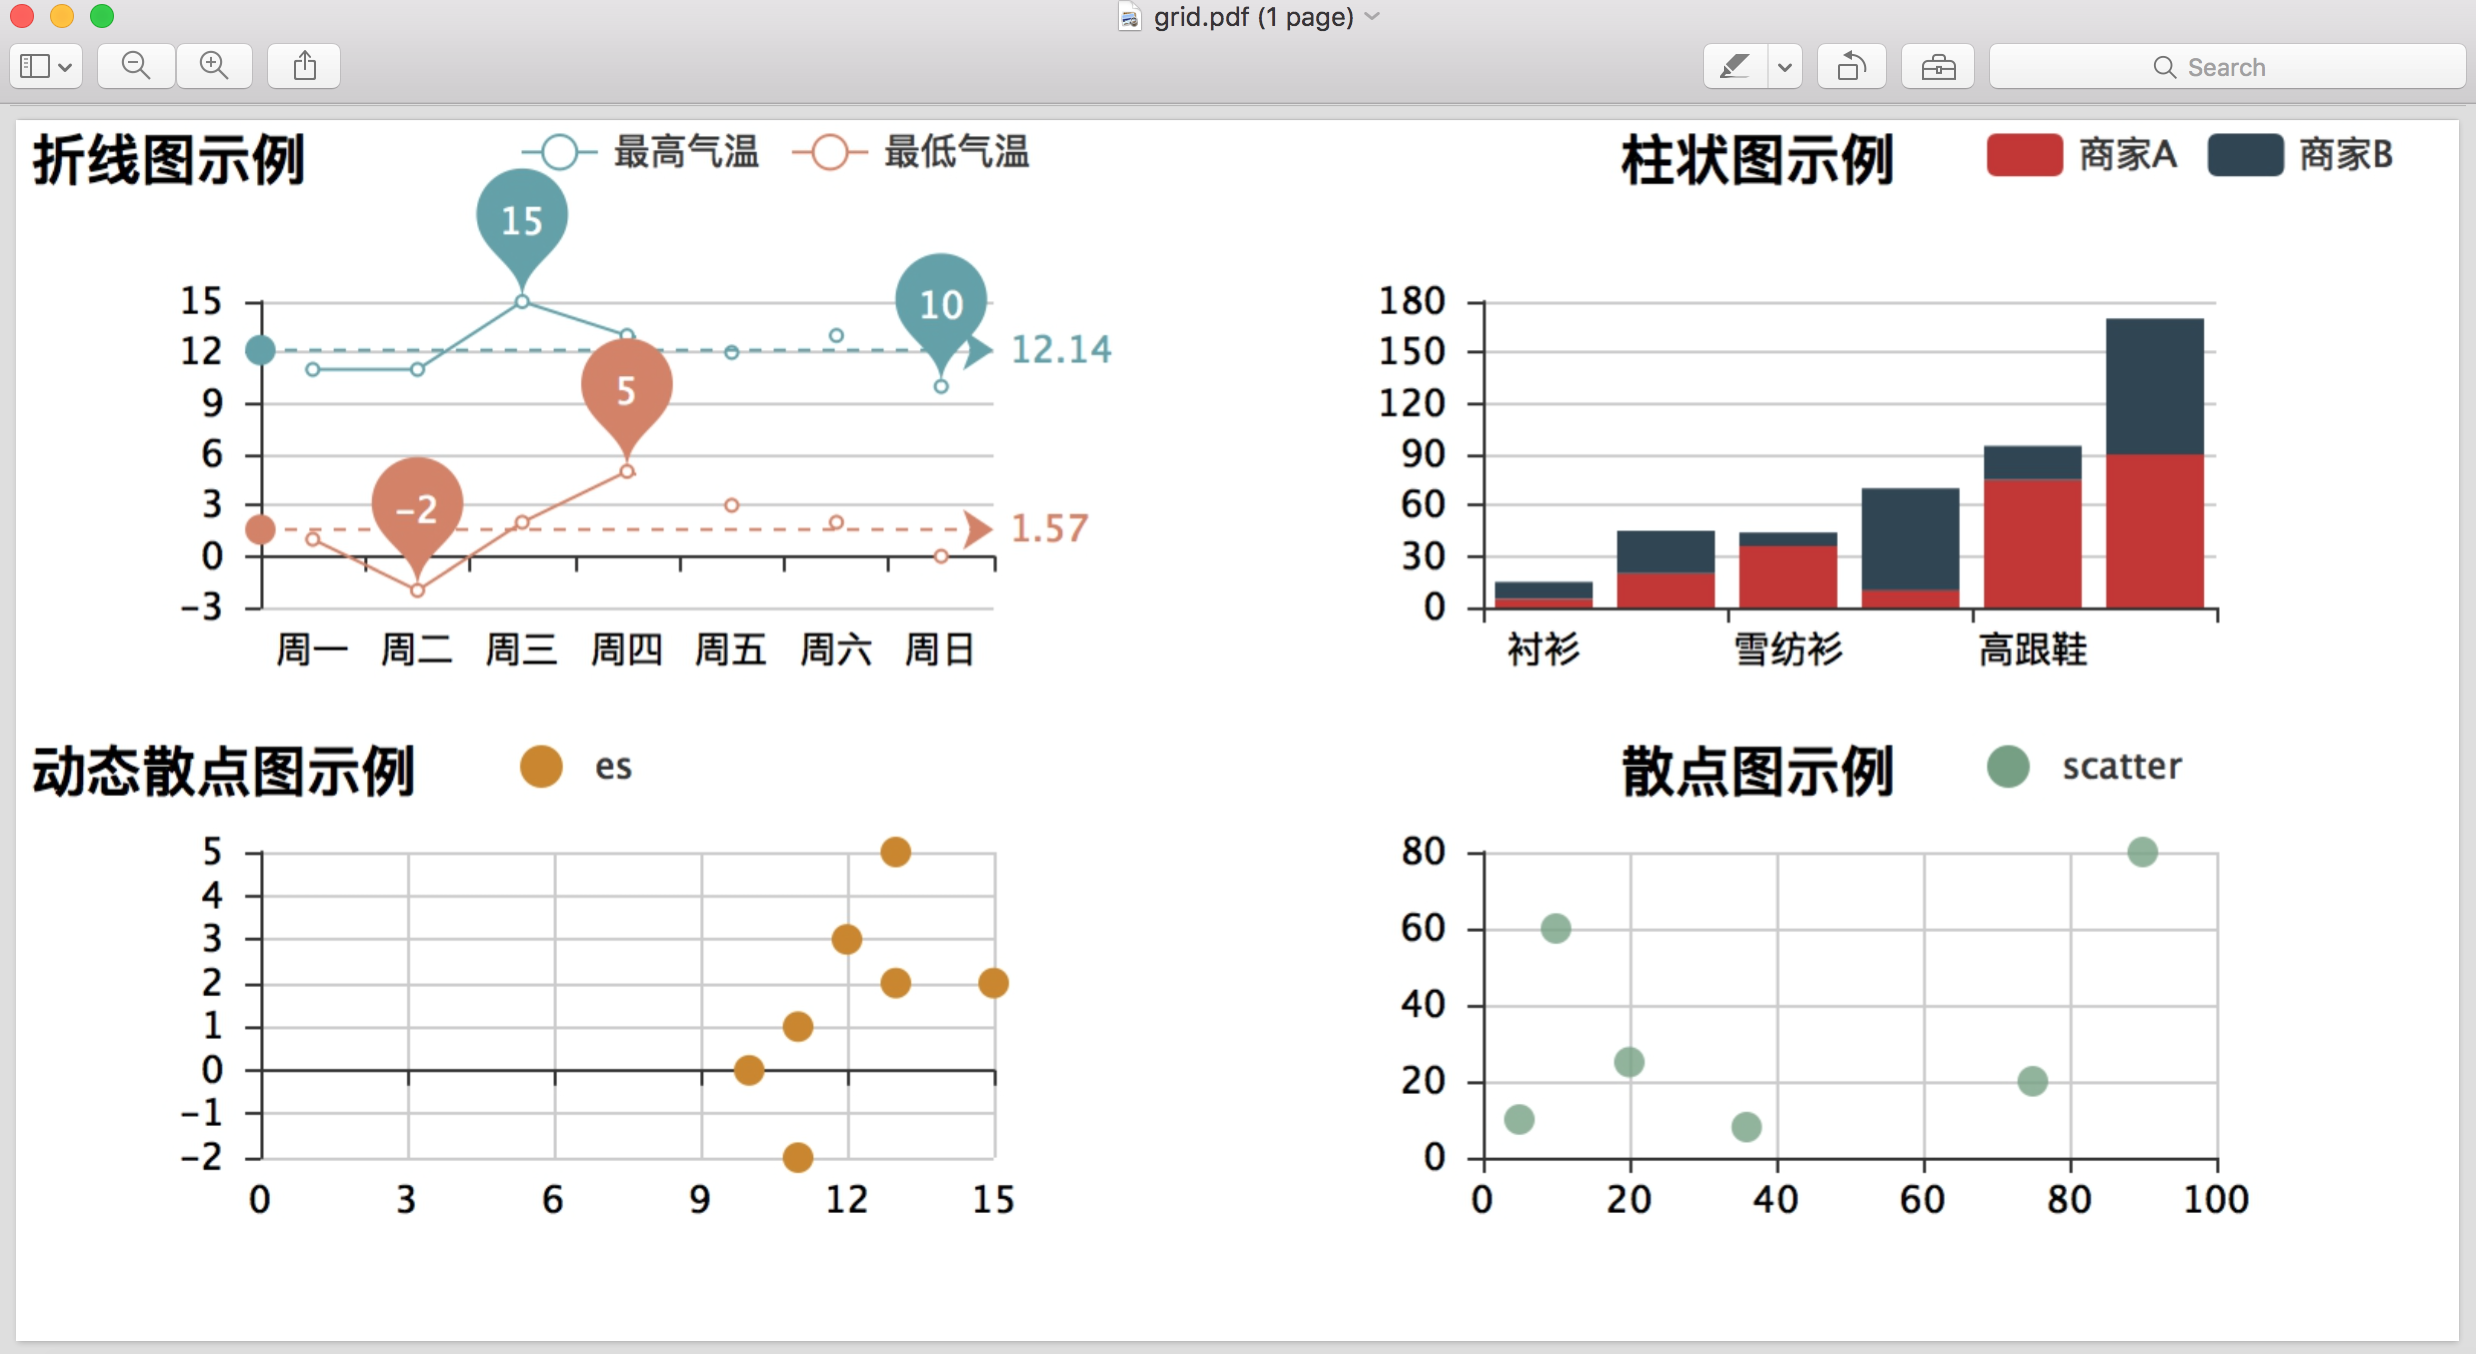 grid.pdf (1 page)
Search
折线图示例
最高气温
最低气温
15
10
5
-2
15
12
9
6
3
0
-3
12.14
1.57
周一 周二 周三 周四 周五 周六 周日
柱状图示例
商家A
商家B
180
150
120
90
60
30
0
衬衫 雪纺衫 高跟鞋
动态散点图示例
es
5
4
3
2
1
0
-1
-2
0 3 6 9 12 15
散点图示例
scatter
80
60
40
20
0
0 20 40 60 80 100